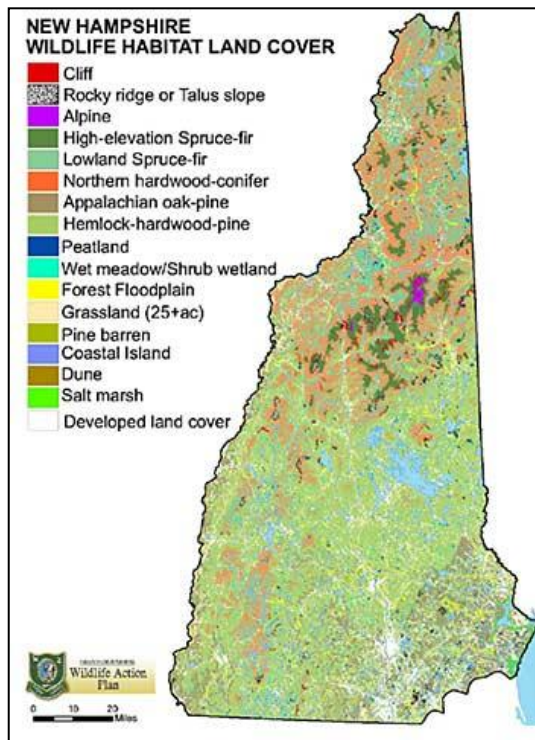 NEW HAMPSHIRE
WILDLIFE HABITAT LAND COVER
Cliff
Rocky ridge or Talus slope
Alpine
High-elevation Spruce-fir
Lowland Spruce-fir
Northern hardwood-conifer
Appalachian oak-pine
Hemlock-hardwood-pine
Peatland
Wet meadow/Shrub wetland
Forest Floodplain
Grassland (25+ac)
Pine barren
Coastal Island
Dune
Salt marsh
Developed land cover
Wildlife Action
Plan
0 10 20
Miles